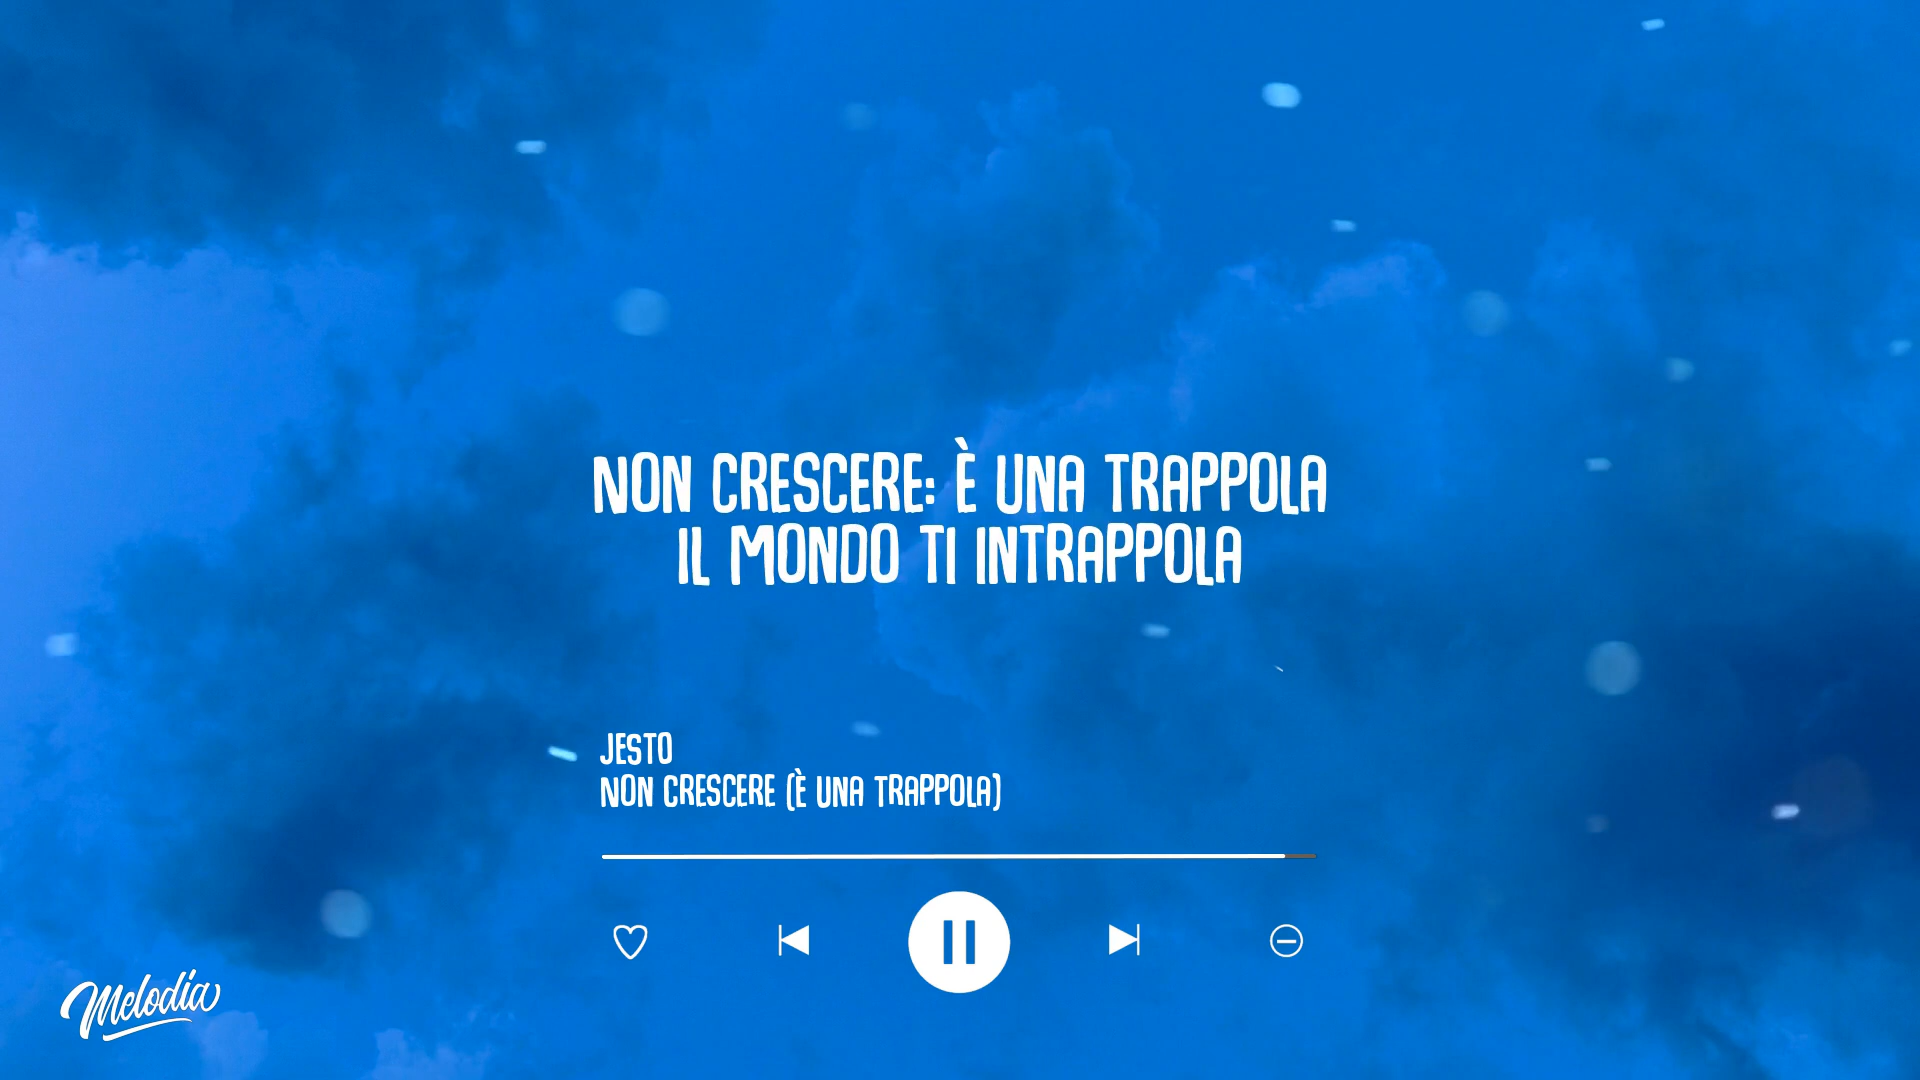 NON CRESCERE: È UNA TRAPPOLA
IL MONDO TI INTRAPPOLA
JESTO
NON CRESCERE (È UNA TRAPPOLA)
Melodia